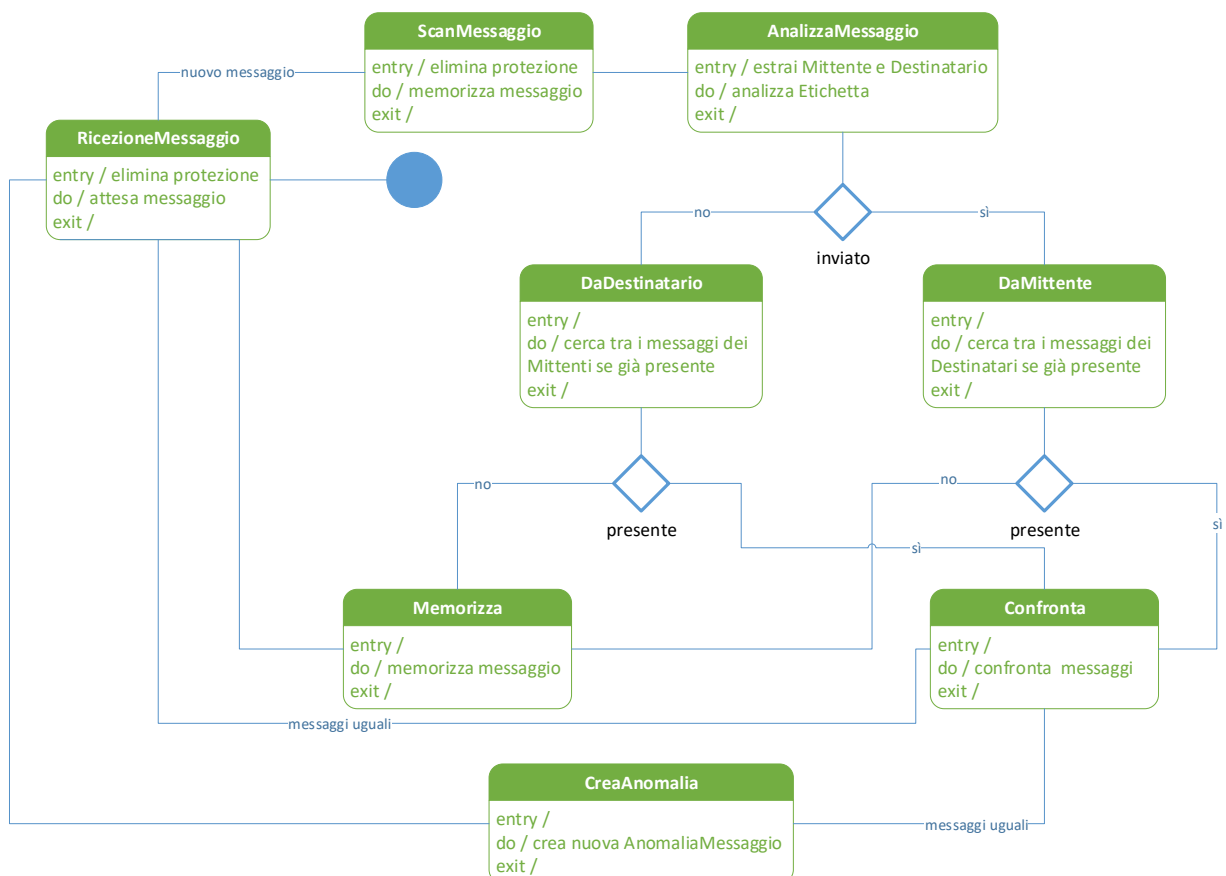 ScanMessaggio
entry / elimina protezione
do / memorizza messaggio
exit /
AnalizzaMessaggio
entry / estrai Mittente e Destinatario
do / analizza Etichetta
exit /
nuovo messaggio
RicezioneMessaggio
entry / elimina protezione
do / attesa messaggio
exit /
no
sì
inviato
DaDestinatario
entry /
do / cerca tra i messaggi dei
Mittenti se già presente
exit /
DaMittente
entry /
do / cerca tra i messaggi dei
Destinatari se già presente
exit /
no
presente
sì
no
presente
sì
Memorizza
entry /
do / memorizza messaggio
exit /
Confronta
entry /
do / confronta  messaggi
exit /
messaggi uguali
CreaAnomalia
entry /
do / crea nuova AnomaliaMessaggio
exit /
messaggi uguali